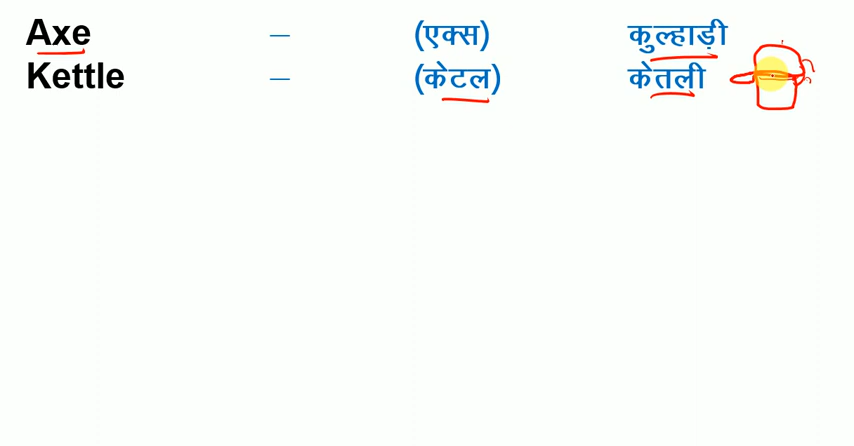 Axe – (एक्स) कुल्हाड़ी
Kettle – (केटल) केतली